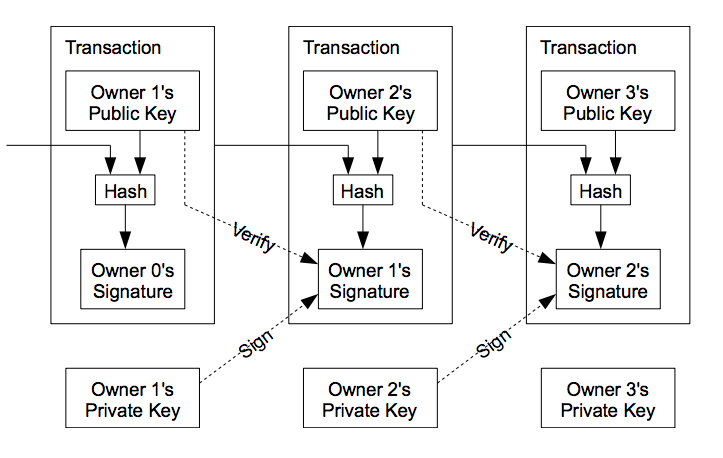 Transaction
Owner 1's
Public Key
Hash
Owner 0's
Signature
Transaction
Owner 2's
Public Key
Hash
Verify
Owner 1's
Signature
Transaction
Owner 3's
Public Key
Hash
Verify
Owner 2's
Signature
Sign
Sign
Owner 1's
Private Key
Owner 2's
Private Key
Owner 3's
Private Key